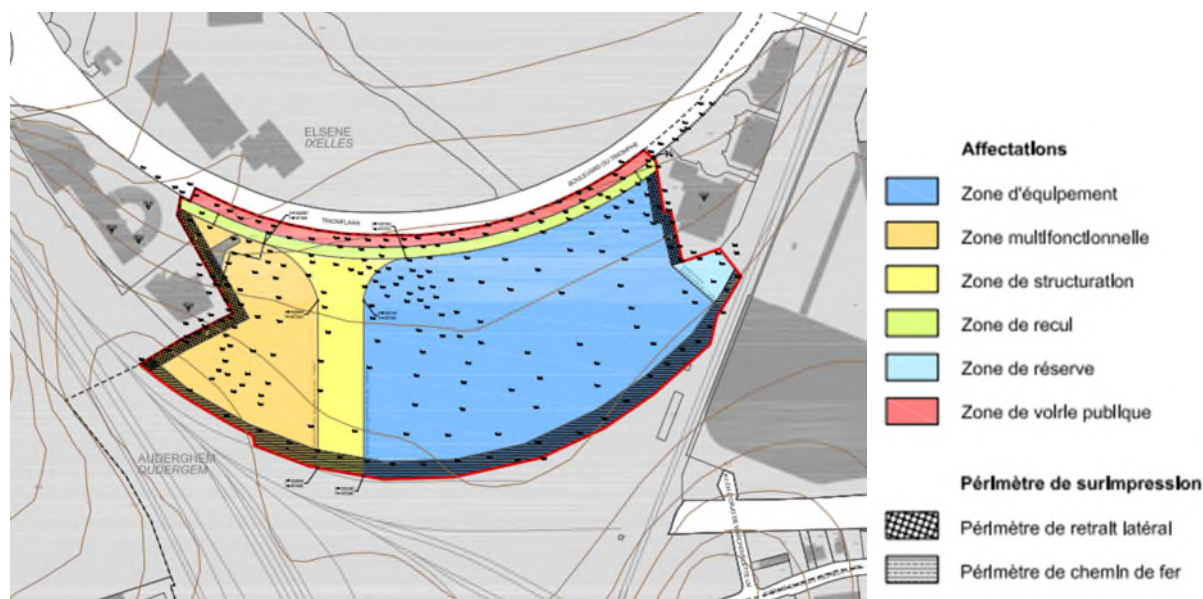 ELSENE
IXELLES
BOULEVARD DU TRIOMPHE
TRIOMFLAAN
AUDERGHEM
OUDERGEM
Affectations
Zone d'équipement
Zone multifonctionnelle
Zone de structuration
Zone de recul
Zone de réserve
Zone de voirie publique
Périmètre de surimpression
Périmètre de retrait latéral
Périmètre de chemin de fer